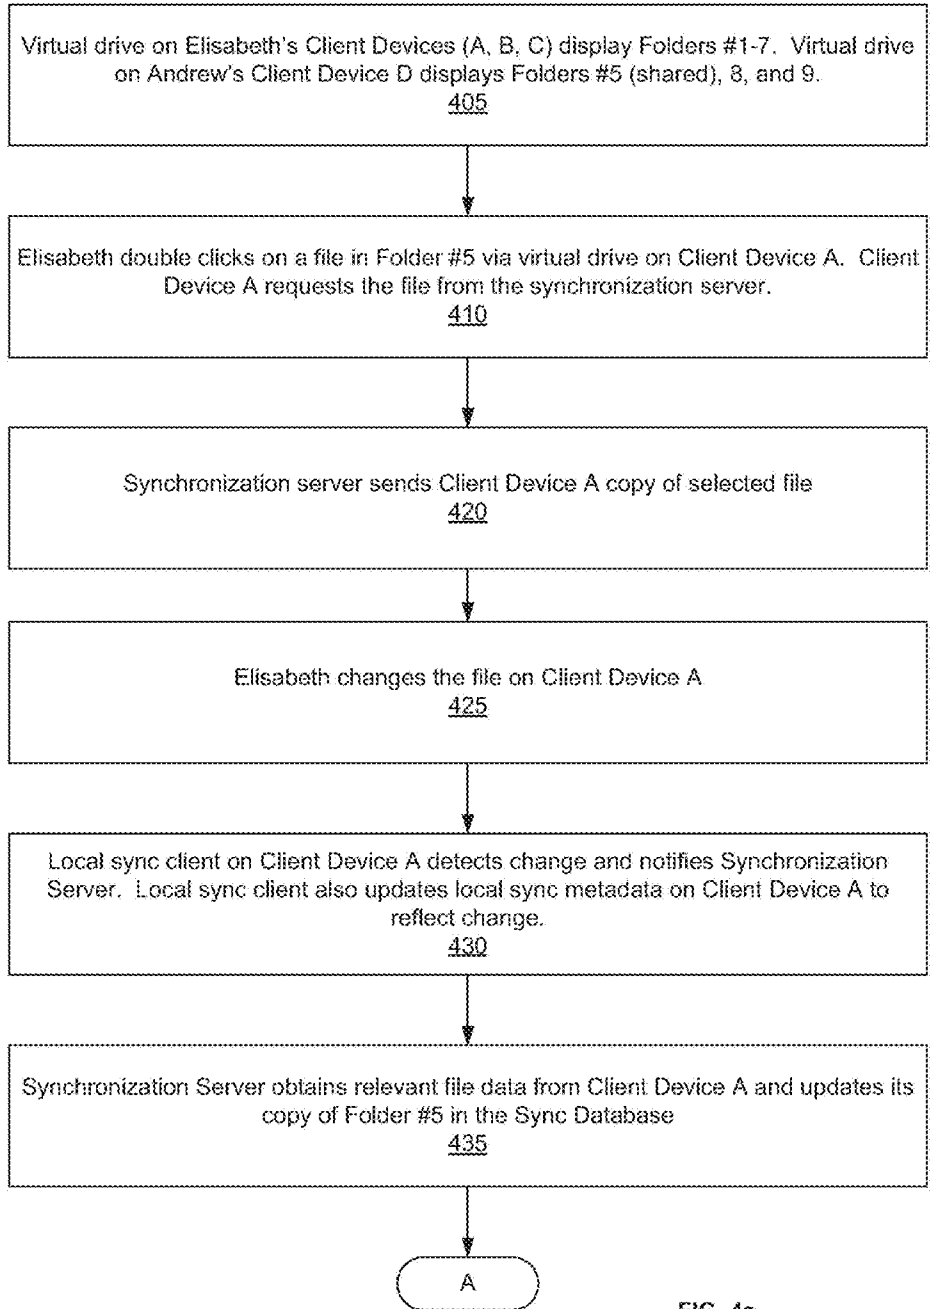 Virtual drive on Elisabeth's Client Devices (A, B, C) display Folders #1-7. Virtual drive
on Andrew's Client Device D displays Folders #5 (shared), 8, and 9.
405
Elisabeth double clicks on a file in Folder #5 via virtual drive on Client Device A. Client
Device A requests the file from the synchronization server.
410
Synchronization server sends Client Device A copy of selected file
420
Elisabeth changes the file on Client Device A
425
Local sync client on Client Device A detects change and notifies Synchronization
Server. Local sync client also updates local sync metadata on Client Device A to
reflect change.
430
Synchronization Server obtains relevant file data from Client Device A and updates its
copy of Folder #5 in the Sync Database
435
A
FIG. 4a